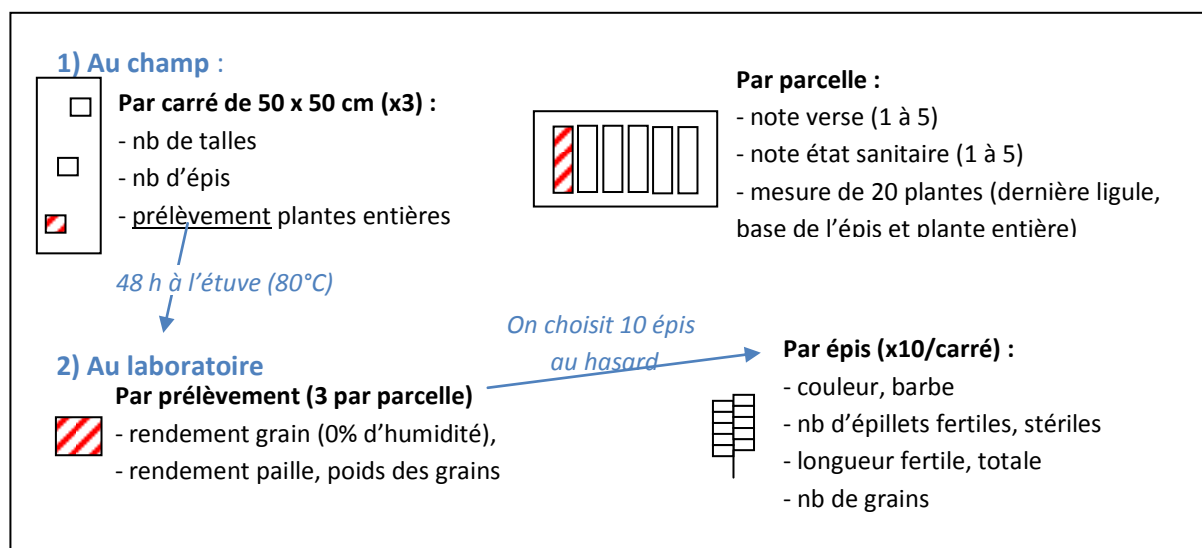 1) Au champ :
Par carré de 50 x 50 cm (x3) :
- nb de talles
- nb d'épis
- prélèvement plantes entières
Par parcelle :
- note verse (1 à 5)
- note état sanitaire (1 à 5)
- mesure de 20 plantes (dernière ligule,
base de l'épis et plante entière)
48 h à l'étuve (80°C)
On choisit 10 épis
au hasard
2) Au laboratoire
Par prélèvement (3 par parcelle)
- rendement grain (0% d'humidité),
- rendement paille, poids des grains
Par épis (x10/carré) :
- couleur, barbe
- nb d'épillets fertiles, stériles
- longueur fertile, totale
- nb de grains